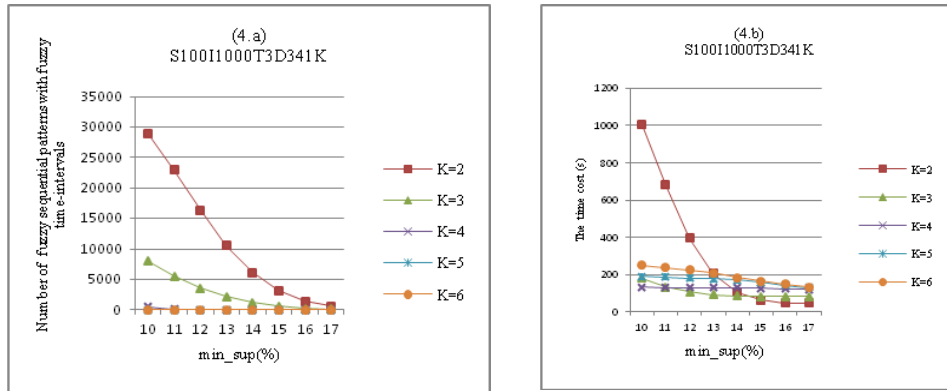 (4.a)
S100I1000T3D341K
Number of fuzzy sequential patterns with fuzzy
time-intervals
35000
30000
25000
20000
15000
10000
5000
0
10 11 12 13 14 15 16 17
min_sup(%)
K=2
K=3
K=4
K=5
K=6
(4.b)
S100I1000T3D341K
The time cost (s)
1200
1000
800
600
400
200
0
10 11 12 13 14 15 16 17
min_sup(%)
K=2
K=3
K=4
K=5
K=6